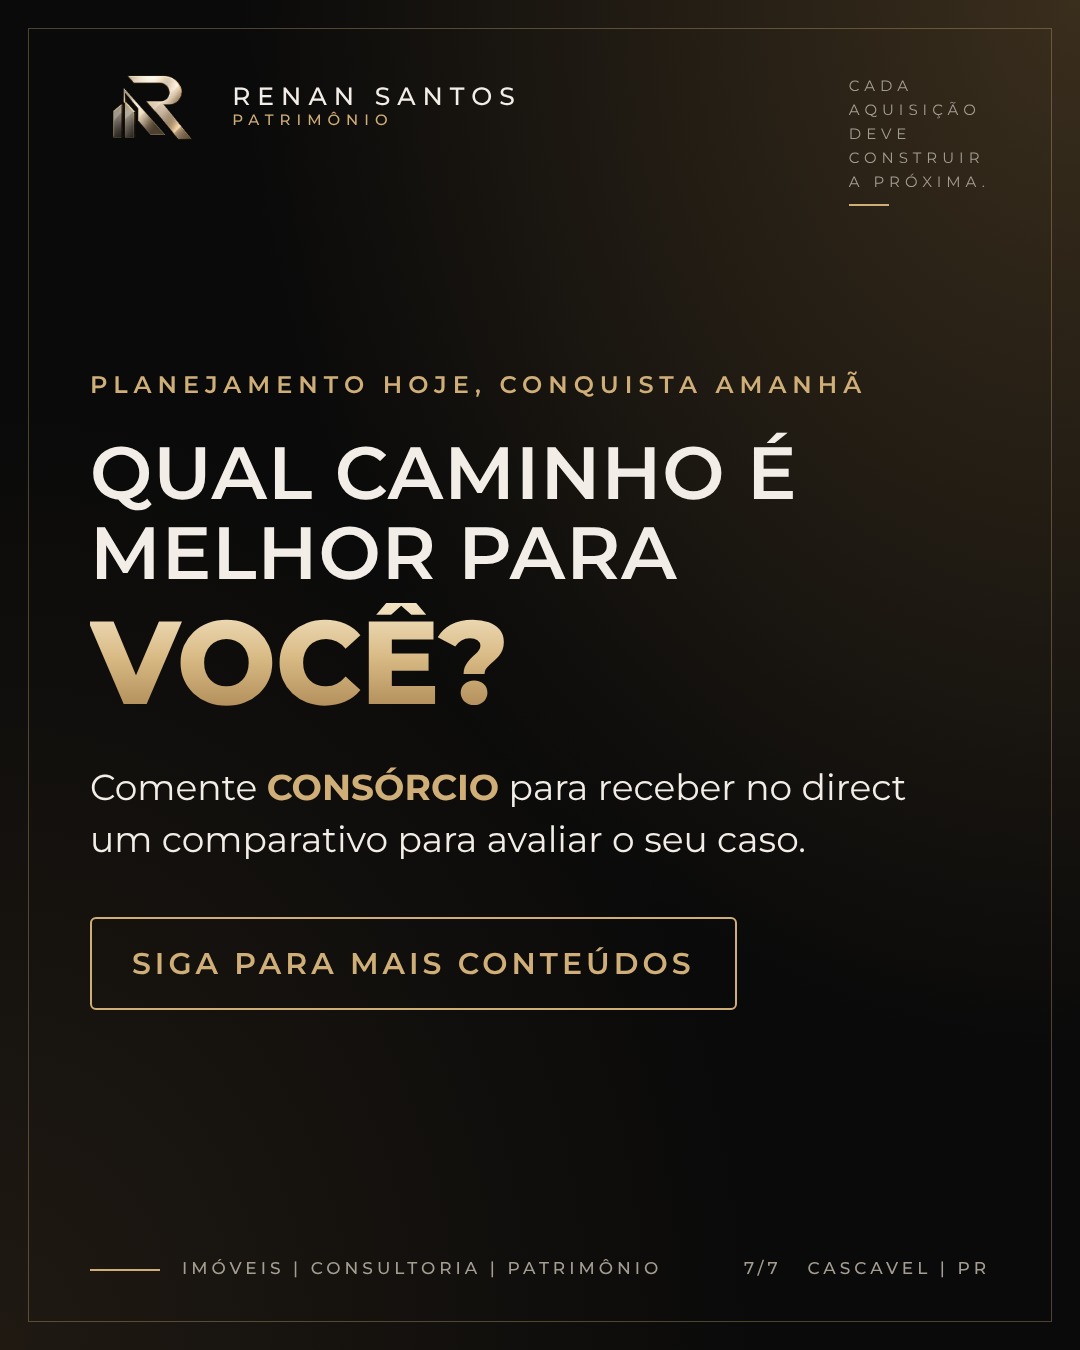 RENAN SANTOS
PATRIMÔNIO
CADA
AQUISIÇÃO
DEVE
CONSTRUIR
A PRÓXIMA.
PLANEJAMENTO HOJE, CONQUISTA AMANHÃ
QUAL CAMINHO É
MELHOR PARA
VOCÊ?
Comente CONSÓRCIO para receber no direct
um comparativo para avaliar o seu caso.
SIGA PARA MAIS CONTEÚDOS
IMÓVEIS | CONSULTORIA | PATRIMÔNIO 7/7 CASCAVEL | PR